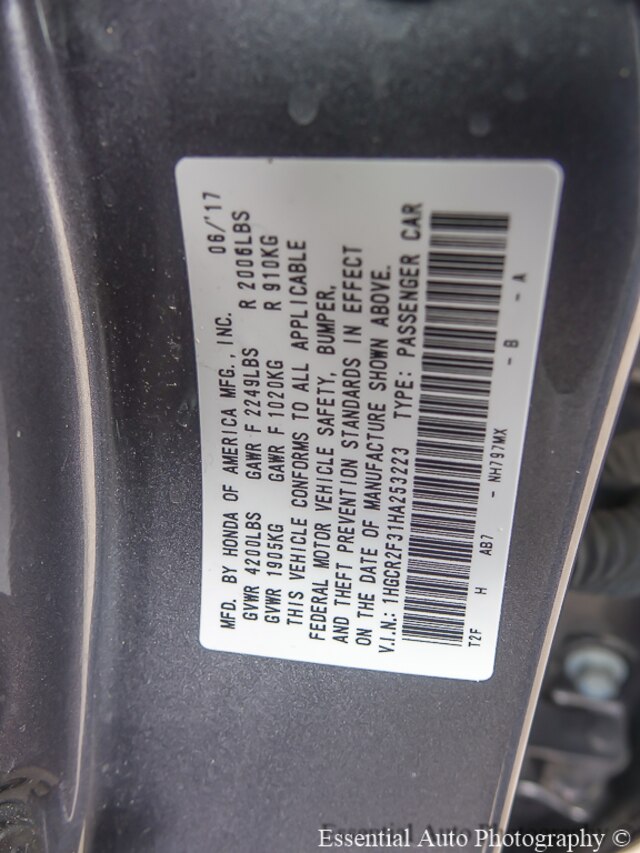 MFD. BY HONDA OF AMERICA MFG., INC. 06/'17
GVWR 4200LBS GAWR F 2249LBS R 2006LBS
GVWR 1905KG GAWR F 1020KG R 910KG
THIS VEHICLE CONFORMS TO ALL APPLICABLE
FEDERAL MOTOR VEHICLE SAFETY, BUMPER,
AND THEFT PREVENTION STANDARDS IN EFFECT
ON THE DATE OF MANUFACTURE SHOWN ABOVE.
V.I.N.: 1HGCR2F31HA253223 TYPE: PASSENGER CAR
T2F H AB7 - NH797MX - B - A
Essential Auto Photography ©